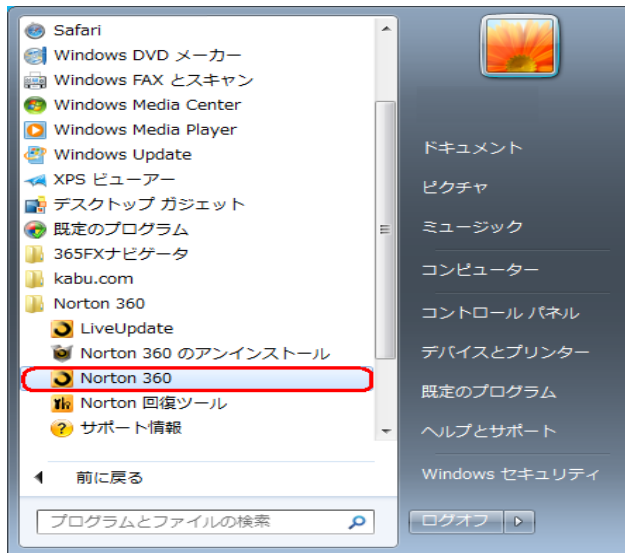 Safari
Windows DVD メーカー
Windows FAX とスキャン
Windows Media Center
Windows Media Player
Windows Update
XPS ビューアー
デスクトップ ガジェット
既定のプログラム
365FXナビゲータ
kabu.com
Norton 360
LiveUpdate
Norton 360 のアンインストール
Norton 360
Norton 回復ツール
サポート情報
前に戻る
プログラムとファイルの検索
ドキュメント
ピクチャ
ミュージック
コンピューター
コントロール パネル
デバイスとプリンター
既定のプログラム
ヘルプとサポート
Windows セキュリティ
ログオフ